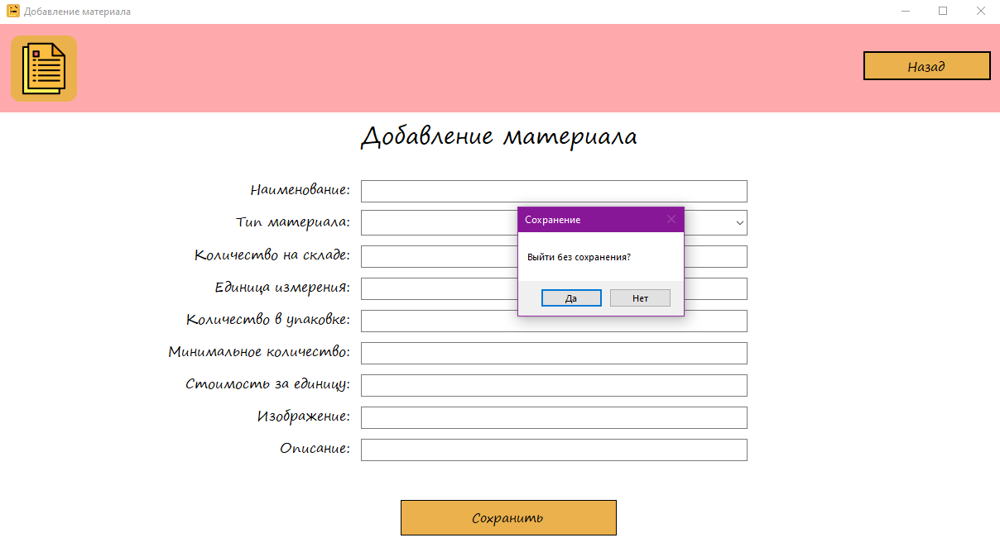 Добавление материала
Назад
Добавление материала
Наименование:
Тип материала:
Количество на складе:
Единица измерения:
Количество в упаковке:
Минимальное количество:
Стоимость за единицу:
Изображение:
Описание:
Сохранение
Выйти без сохранения?
Да Нет
Сохранить